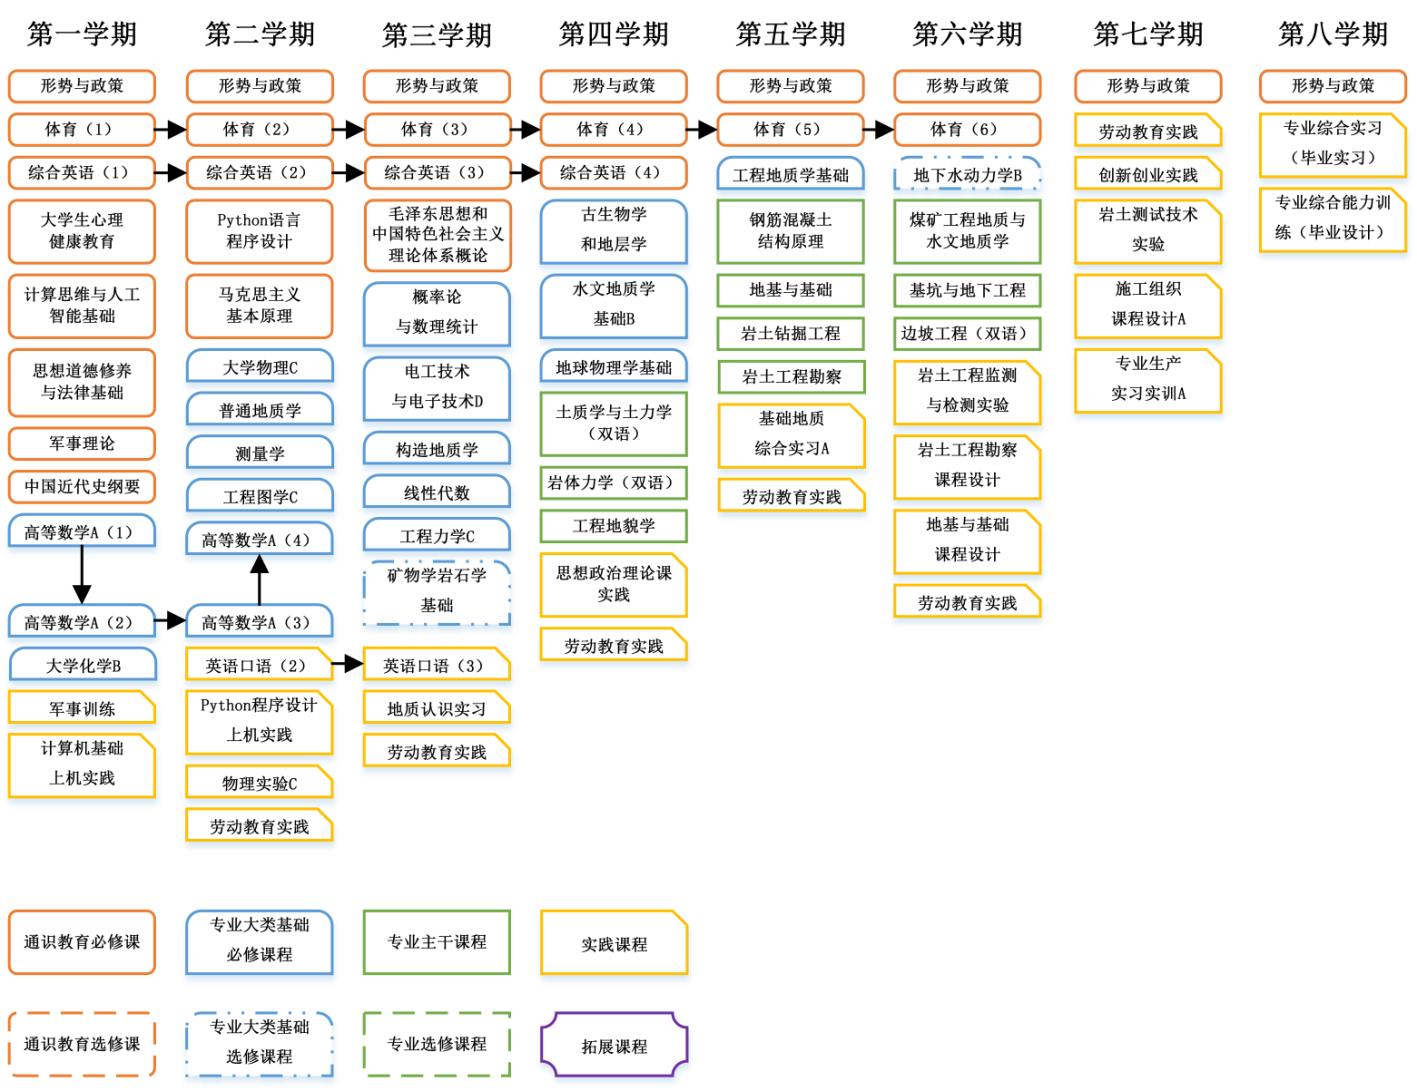 第一学期
形势与政策
体育（1）
综合英语（1）
大学生心理
健康教育
计算思维与人工
智能基础
思想道德修养
与法律基础
军事理论
中国近代史纲要
高等数学A（1）
高等数学A（2）
大学化学B
军事训练
计算机基础
上机实践
第二学期
形势与政策
体育（2）
综合英语（2）
Python语言
程序设计
马克思主义
基本原理
大学物理C
普通地质学
测量学
工程图学C
高等数学A（4）
高等数学A（3）
英语口语（2）
Python程序设计
上机实践
物理实验C
劳动教育实践
第三学期
形势与政策
体育（3）
综合英语（3）
毛泽东思想和
中国特色社会主义
理论体系概论
概率论
与数理统计
电工技术
与电子技术D
构造地质学
线性代数
工程力学C
矿物学岩石学
基础
英语口语（3）
地质认识实习
劳动教育实践
第四学期
形势与政策
体育（4）
综合英语（4）
古生物学
和地层学
水文地质学
基础B
地球物理学基础
土质学与土力学
（双语）
岩体力学（双语）
工程地貌学
思想政治理论课
实践
劳动教育实践
第五学期
形势与政策
体育（5）
工程地质学基础
钢筋混凝土
结构原理
地基与基础
岩土钻掘工程
岩土工程勘察
基础地质
综合实习A
劳动教育实践
第六学期
形势与政策
体育（6）
地下水动力学B
煤矿工程地质与
水文地质学
基坑与地下工程
边坡工程（双语）
岩土工程监测
与检测实验
岩土工程勘察
课程设计
地基与基础
课程设计
劳动教育实践
第七学期
形势与政策
劳动教育实践
创新创业实践
岩土测试技术
实验
施工组织
课程设计A
专业生产
实习实训A
第八学期
形势与政策
专业综合实习
（毕业实习）
专业综合能力训
练（毕业设计）
通识教育必修课
专业大类基础
必修课程
专业主干课程
实践课程
通识教育选修课
专业大类基础
选修课程
专业选修课程
拓展课程